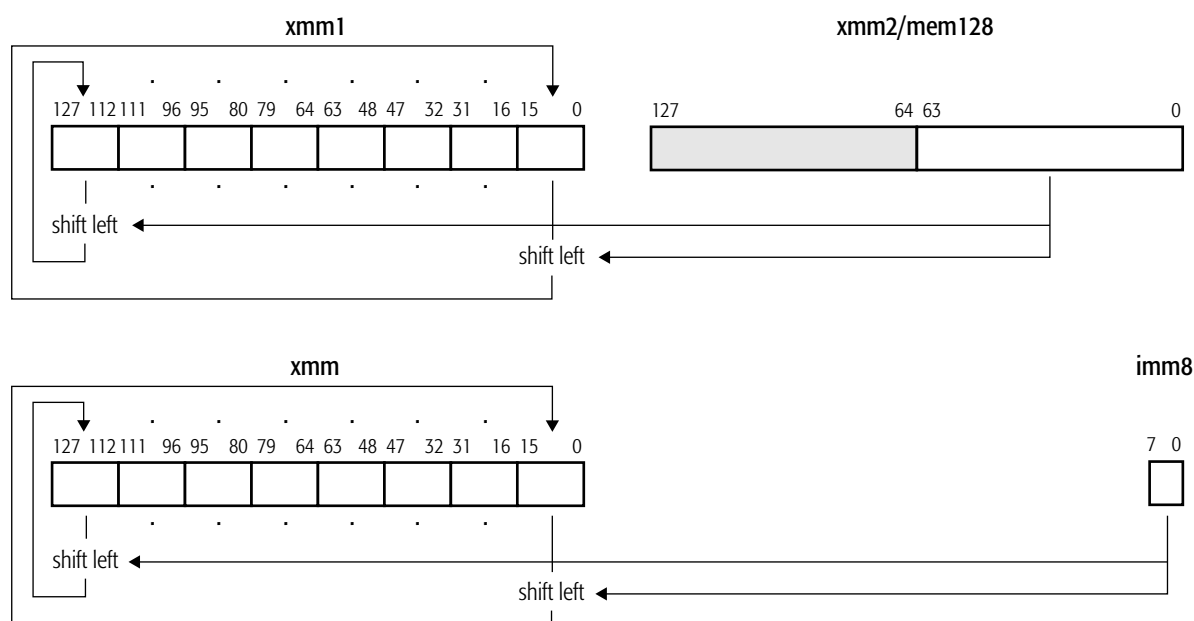 xmm1 xmm2/mem128
. . . . . .
127 112 111 96 95 80 79 64 63 48 47 32 31 16 15 0 127 64 63 0
. . . . . .
shift left
shift left
xmm imm8
. . . . . .
127 112 111 96 95 80 79 64 63 48 47 32 31 16 15 0 7 0
. . . . . .
shift left
shift left